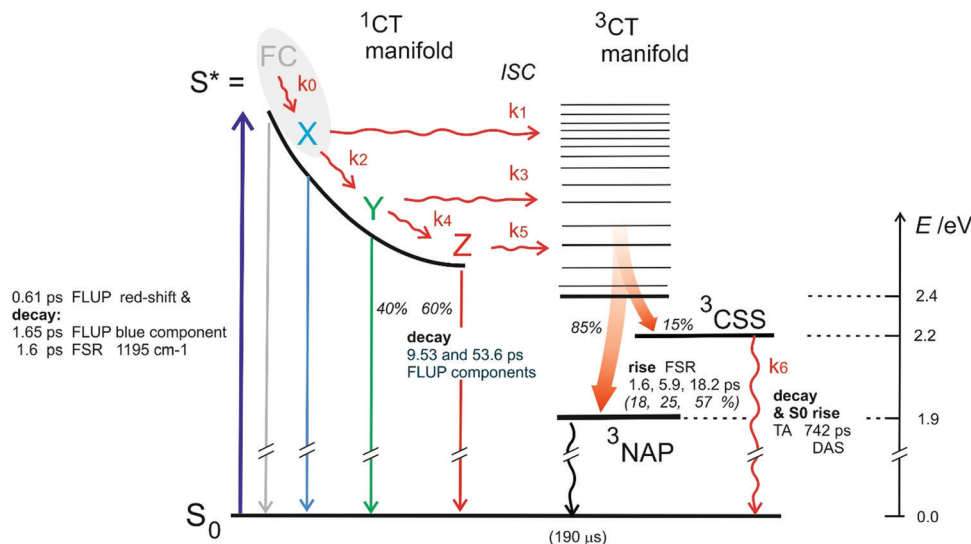 ¹CT
manifold
³CT
manifold
ISC
S* =
FC
k0
X
k1
k2
Y
k3
k4
Z
k5
E /eV
0.61 ps FLUP red-shift &
decay:
1.65 ps FLUP blue component
1.6 ps FSR 1195 cm-1
40% 60%
decay
9.53 and 53.6 ps
FLUP components
85%
15%
³CSS
2.4
2.2
rise FSR
1.6, 5.9, 18.2 ps
(18, 25, 57 %)
k6
decay
& S0 rise
TA 742 ps
DAS
1.9
³NAP
S₀
0.0
(190 µs)